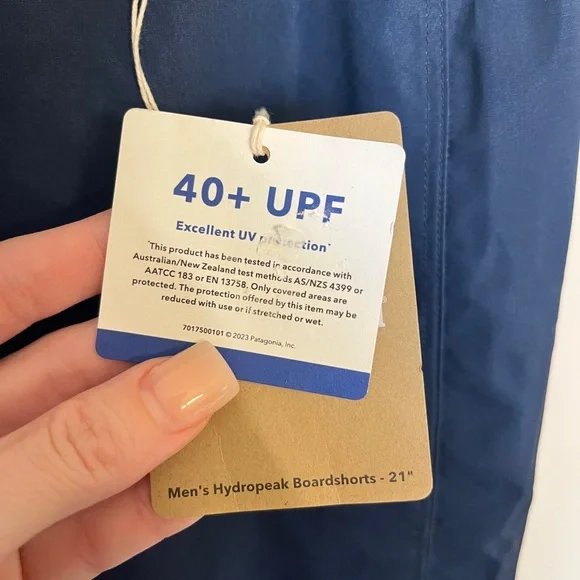 40+ UPF
Excellent UV protection*
*This product has been tested in accordance with
Australian/New Zealand test methods AS/NZS 4399 or
AATCC 183 or EN 13758. Only covered areas are
protected. The protection offered by this item may be
reduced with use or if stretched or wet.
7017500101 © 2023 Patagonia, Inc.
Men's Hydropeak Boardshorts - 21"